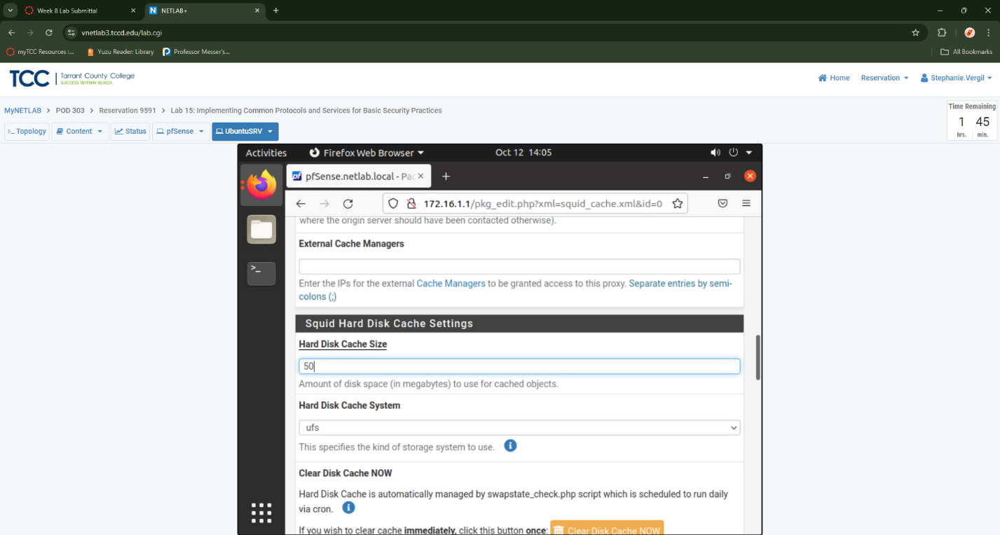 Week 8 Lab Submittal
NETLAB+
vnetlab3.tccd.edu/lab.cgi
myTCC Resources :...
Yuzu Reader: Library
Professor Messer's...
All Bookmarks
TCC
Tarrant County College
SUCCESS WITHIN REACH.
Home
Reservation
Stephanie.Vergil
MyNETLAB > POD 303 > Reservation 9591 > Lab 15: Implementing Common Protocols and Services for Basic Security Practices
Time Remaining
1 45
hrs. min.
>_ Topology
Content
Status
pfSense
UbuntuSRV
Activities
Firefox Web Browser
Oct 12 14:05
pfSense.netlab.local - Pac
172.16.1.1/pkg_edit.php?xml=squid_cache.xml&id=0
where the origin server should have been contacted otherwise).
External Cache Managers
Enter the IPs for the external Cache Managers to be granted access to this proxy. Separate entries by semi-
colons (;)
Squid Hard Disk Cache Settings
Hard Disk Cache Size
50
Amount of disk space (in megabytes) to use for cached objects.
Hard Disk Cache System
ufs
This specifies the kind of storage system to use.
Clear Disk Cache NOW
Hard Disk Cache is automatically managed by swapstate_check.php script which is scheduled to run daily
via cron.
If you wish to clear cache immediately, click this button once: Clear Disk Cache NOW